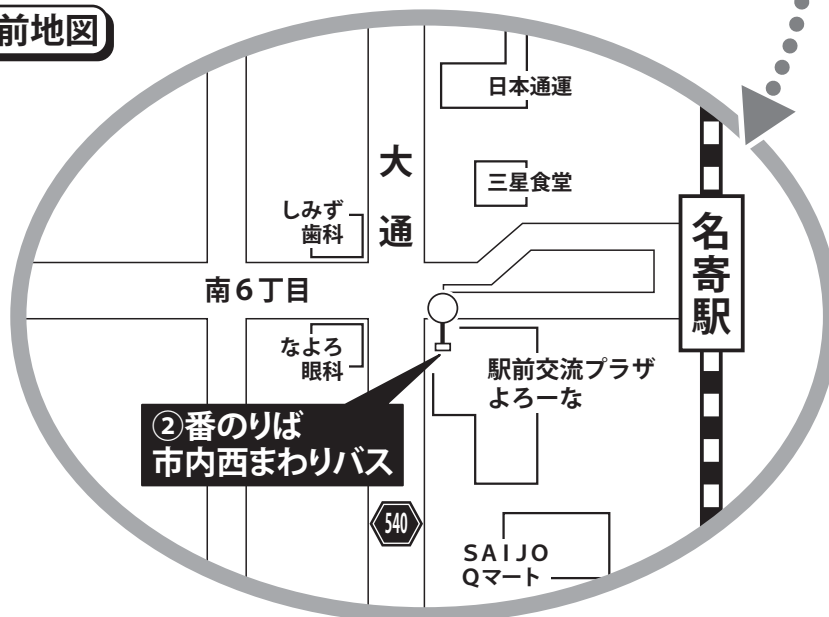 前地図
日本通運
大通
三星食堂
しみず
歯科
名寄駅
南6丁目
なよろ
眼科
駅前交流プラザ
よろーな
②番のりば
市内西まわりバス
540
SAIJO
Qマート